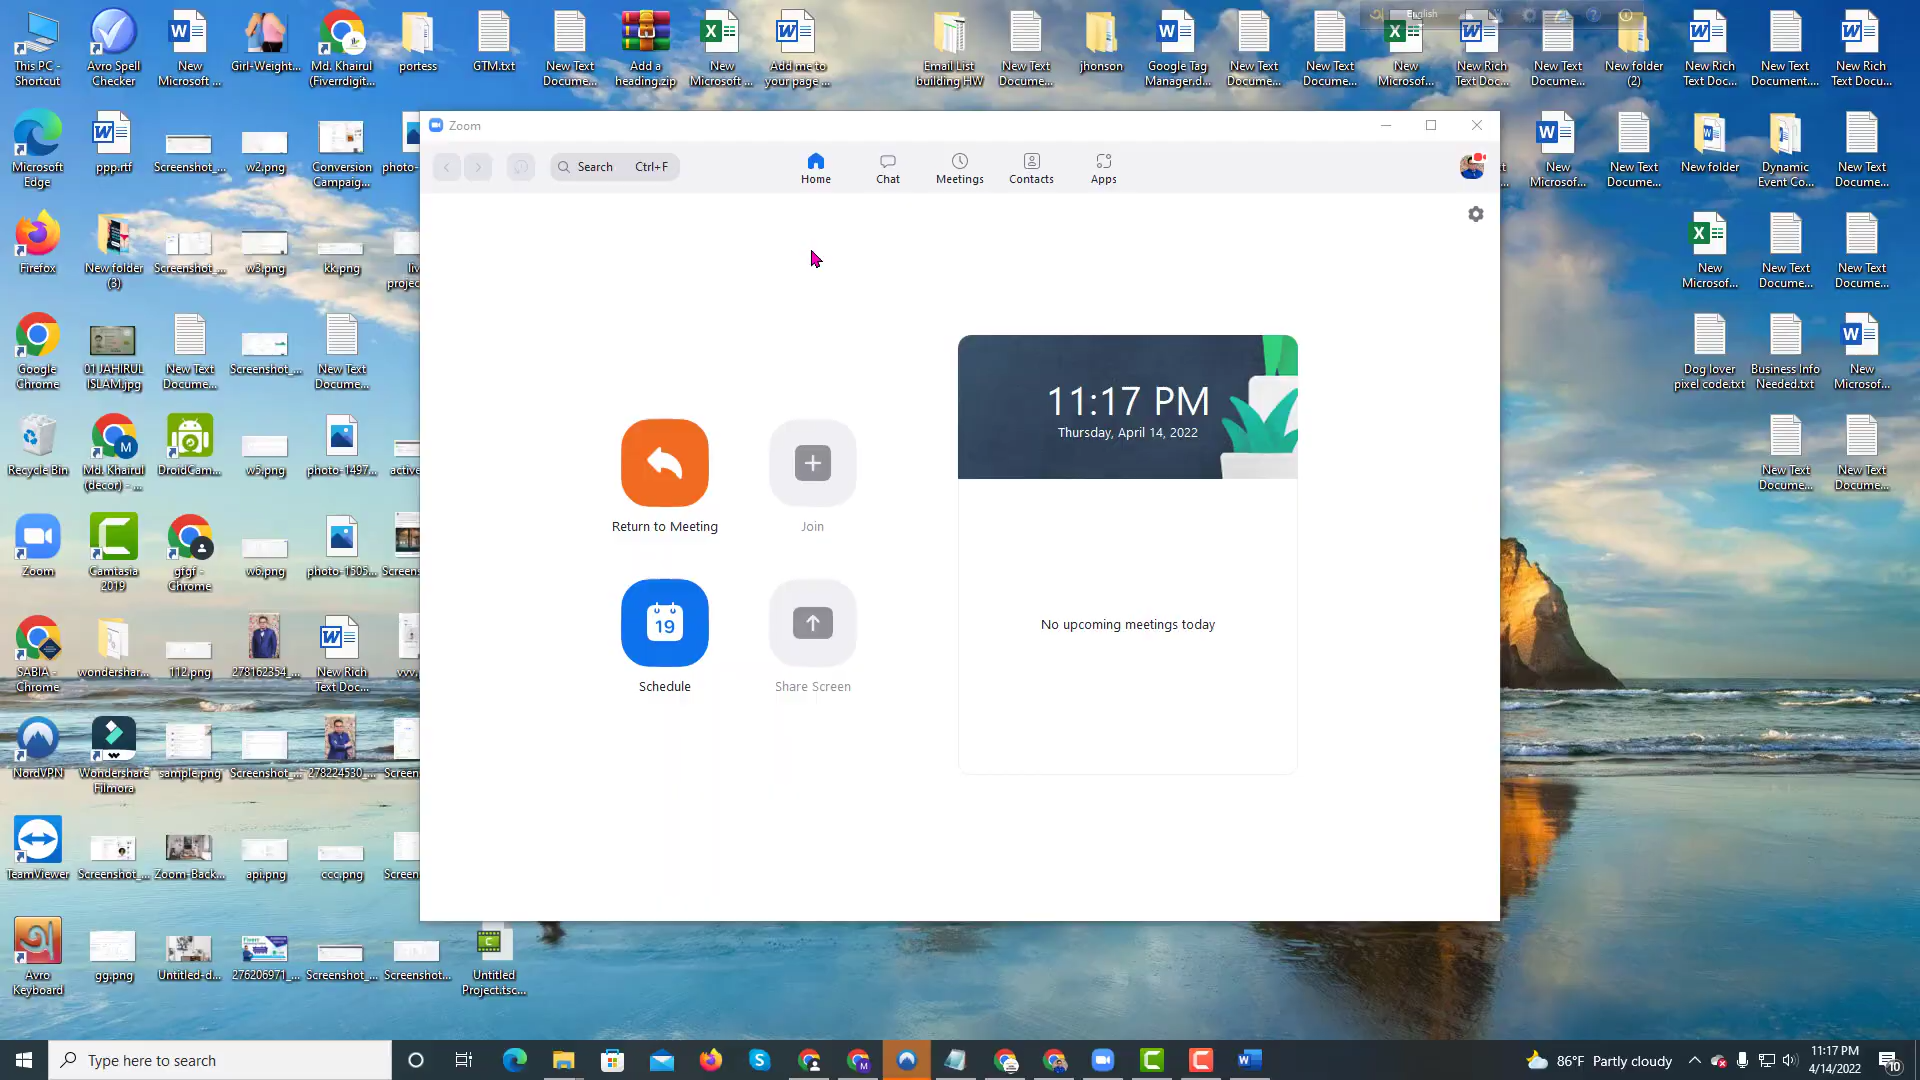 This PC -
Shortcut
Avro Spell
Checker
New
Microsoft ...
Girl-Weight...
Md. Khairul
(Fiverrdigit...
portess
GTM.txt
New Text
Docume...
Add a
heading.zip
New
Microsoft ...
Add me to
your page ...
Email List
building HW
New Text
Docume...
jhonson
Google Tag
Manager.d...
New Text
Docume...
New Text
Docume...
New
Microsof...
New Rich
Text Doc...
New Text
Docume...
New folder
(2)
New Rich
Text Doc...
New Text
Document....
New Rich
Text Docu...
English
Microsoft
Edge
ppp.rtf
Screenshot_...
w2.png
Conversion
Campaig...
photo-
Zoom
Search
Ctrl+F
Home
Chat
Meetings
Contacts
Apps
New
Microsof...
New Text
Docume...
New folder
Dynamic
Event Co...
New Text
Docume...
Firefox
New folder
(3)
Screenshot_...
w3.png
kk.png
liv
projec
New
Microsof...
New Text
Docume...
New Text
Docume...
Google
Chrome
01 JAHIRUL
ISLAM.jpg
New Text
Docume...
Screenshot_...
New Text
Docume...
Dog lover
pixel code.txt
Business Info
Needed.txt
New
Microsof...
11:17 PM
Thursday, April 14, 2022
Return to Meeting
Join
Recycle Bin
Md. Khairul
(decor) - ...
DroidCam...
w5.png
photo-1497...
active
New Text
Docume...
New Text
Docume...
Zoom
Camtasia
2019
gfgf -
Chrome
w6.png
photo-1505...
Screens
19
Schedule
Share Screen
No upcoming meetings today
SABIA -
Chrome
wondershar...
112.png
278162354_...
New Rich
Text Doc...
vvv.
NordVPN
Wondershare
Filmora
sample.png
Screenshot_...
278224530_...
Screen
TeamViewer
Screenshot_...
Zoom-Back...
api.png
ccc.png
Screen
Avro
Keyboard
gg.png
Untitled-d...
276206971_...
Screenshot_...
Screenshot...
Untitled
Project.tsc...
Type here to search
86°F Partly cloudy
11:17 PM
4/14/2022
10